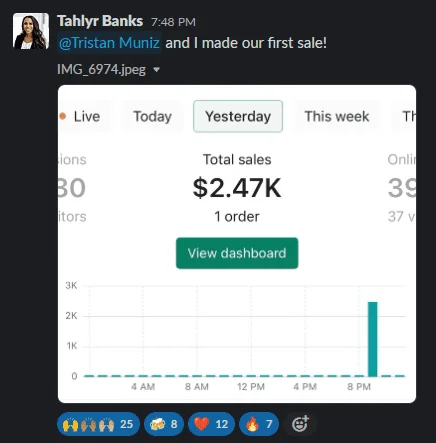 Tahlyr Banks 7:48 PM
@Tristan Muniz and I made our first sale!
IMG_6974.jpeg
Live Today Yesterday This week Th
ions Total sales Onlin
30 $2.47K 39
itors 1 order 37 v
View dashboard
3K
2K
1K
0
4 AM 8 AM 12 PM 4 PM 8 PM
25 8 12 7